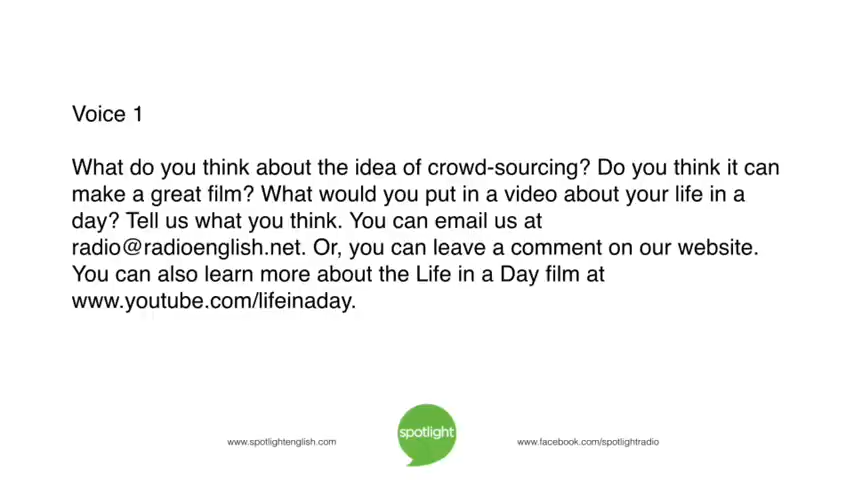 Voice 1
What do you think about the idea of crowd-sourcing? Do you think it can
make a great film? What would you put in a video about your life in a
day? Tell us what you think. You can email us at
radio@radioenglish.net. Or, you can leave a comment on our website.
You can also learn more about the Life in a Day film at
www.youtube.com/lifeinaday.
www.spotlightenglish.com
spotlight
www.facebook.com/spotlightradio